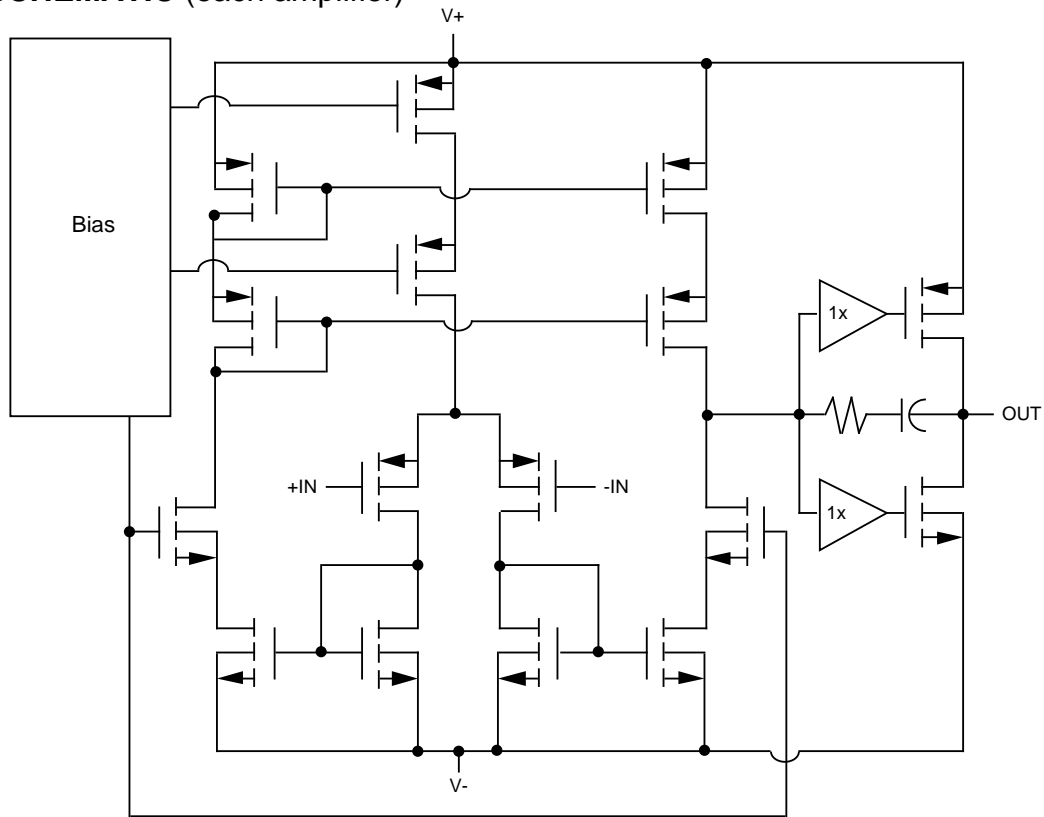 (each amplifier)
V+
Bias
1x
OUT
+IN
-IN
1x
V-